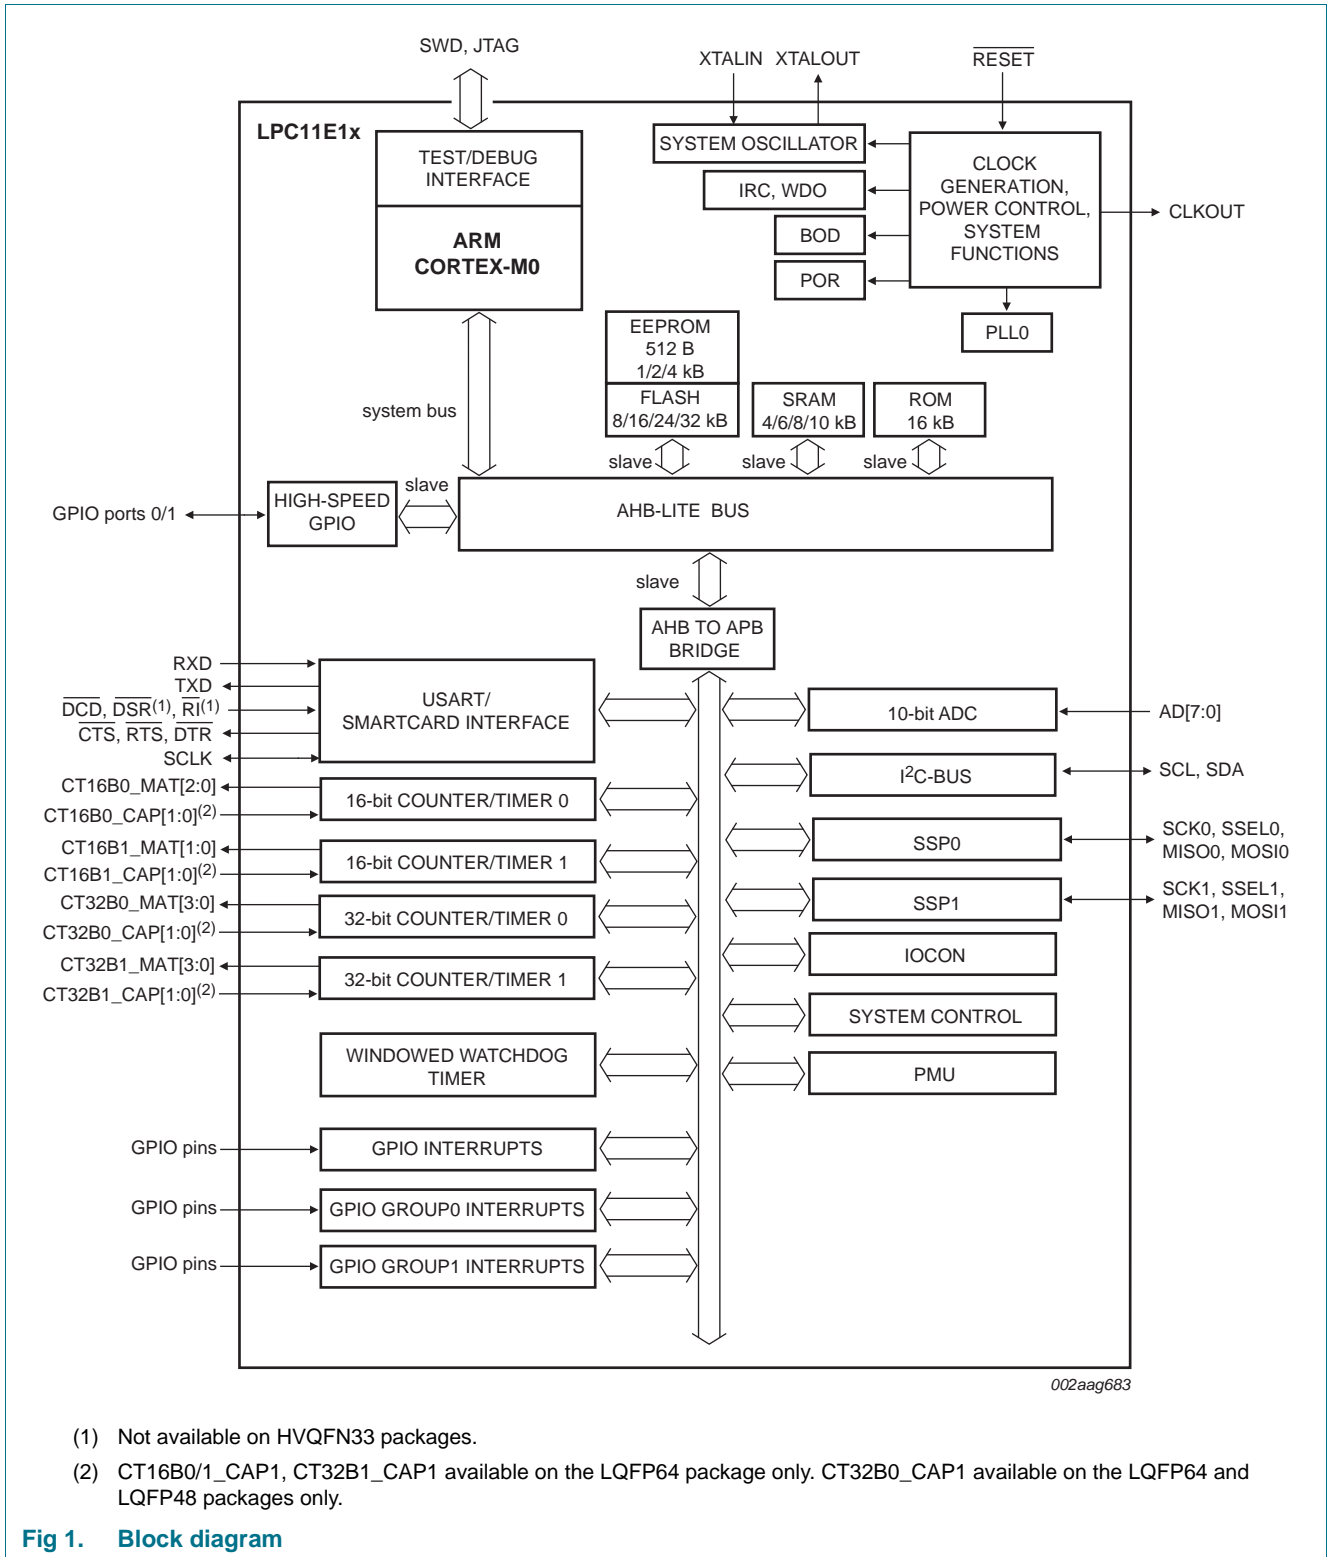 SWD, JTAG
XTALIN XTALOUT
RESET
LPC11E1x
TEST/DEBUG
INTERFACE
ARM
CORTEX-M0
SYSTEM OSCILLATOR
IRC, WDO
BOD
POR
CLOCK
GENERATION,
POWER CONTROL,
SYSTEM
FUNCTIONS
CLKOUT
PLL0
system bus
EEPROM
512 B
1/2/4 kB
FLASH
8/16/24/32 kB
SRAM
4/6/8/10 kB
ROM
16 kB
slave
slave
slave
slave
GPIO ports 0/1
HIGH-SPEED
GPIO
AHB-LITE BUS
slave
AHB TO APB
BRIDGE
RXD
TXD
DCD, DSR(1), RI(1)
CTS, RTS, DTR
SCLK
USART/
SMARTCARD INTERFACE
CT16B0_MAT[2:0]
CT16B0_CAP[1:0](2)
16-bit COUNTER/TIMER 0
CT16B1_MAT[1:0]
CT16B1_CAP[1:0](2)
16-bit COUNTER/TIMER 1
CT32B0_MAT[3:0]
CT32B0_CAP[1:0](2)
32-bit COUNTER/TIMER 0
CT32B1_MAT[3:0]
CT32B1_CAP[1:0](2)
32-bit COUNTER/TIMER 1
WINDOWED WATCHDOG
TIMER
GPIO pins
GPIO INTERRUPTS
GPIO pins
GPIO GROUP0 INTERRUPTS
GPIO pins
GPIO GROUP1 INTERRUPTS
10-bit ADC
AD[7:0]
I2C-BUS
SCL, SDA
SSP0
SCK0, SSEL0,
MISO0, MOSI0
SSP1
SCK1, SSEL1,
MISO1, MOSI1
IOCON
SYSTEM CONTROL
PMU
002aag683
(1) Not available on HVQFN33 packages.
(2) CT16B0/1_CAP1, CT32B1_CAP1 available on the LQFP64 package only. CT32B0_CAP1 available on the LQFP64 and
LQFP48 packages only.
Fig 1. Block diagram